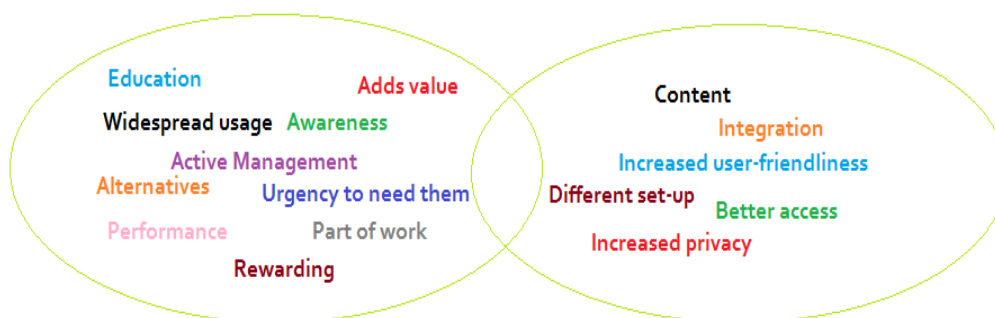 Education
Adds value
Widespread usage
Awareness
Active Management
Alternatives
Urgency to need them
Performance
Part of work
Rewarding
Content
Integration
Increased user-friendliness
Different set-up
Better access
Increased privacy